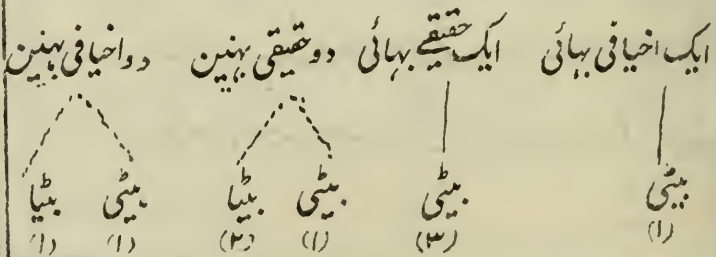 ایک اخیافی بہائی ایک حقیقے بہائی دو حقیقی بہنین دو اخیافی بہنین
بیٹی بیٹی بیٹی بیٹا بیٹی بیٹا
(۱) (۳) (۱) (۲) (۱) (۱)